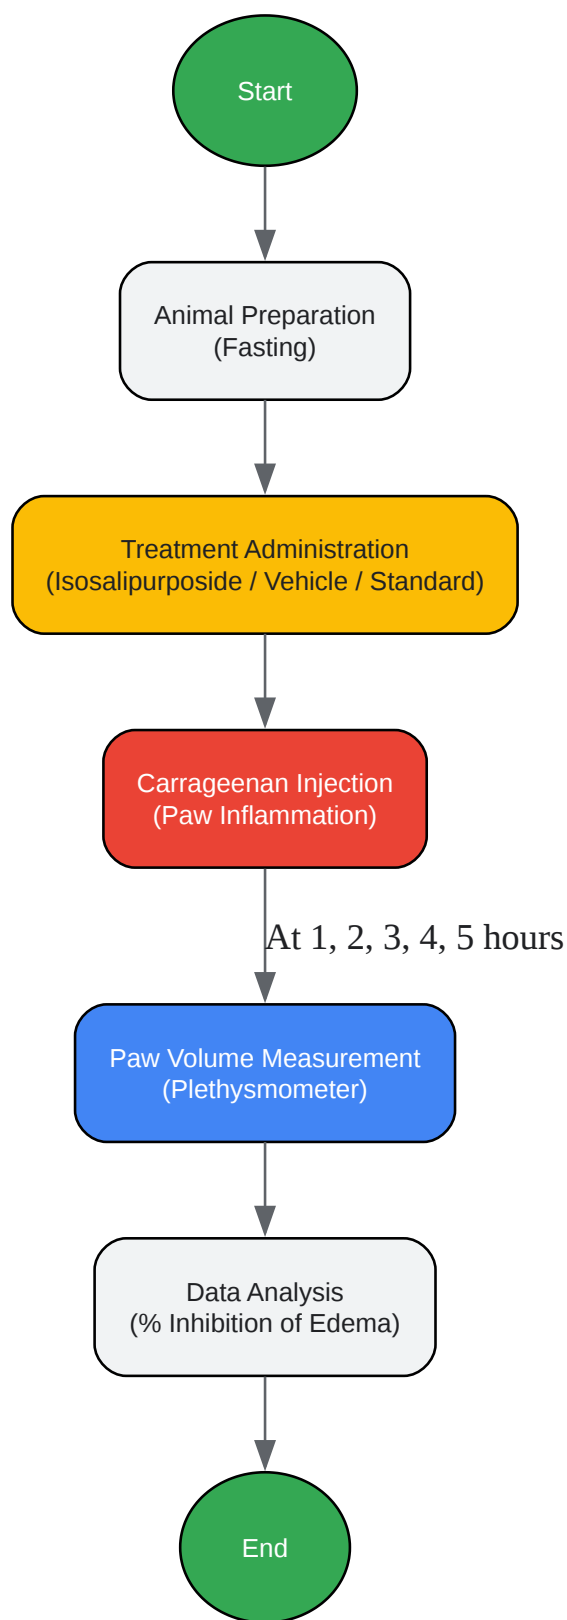 Start
Animal Preparation
(Fasting)
Treatment Administration
(Isosalipurposide / Vehicle / Standard)
Carrageenan Injection
(Paw Inflammation)
At 1, 2, 3, 4, 5 hours
Paw Volume Measurement
(Plethysmometer)
Data Analysis
(% Inhibition of Edema)
End